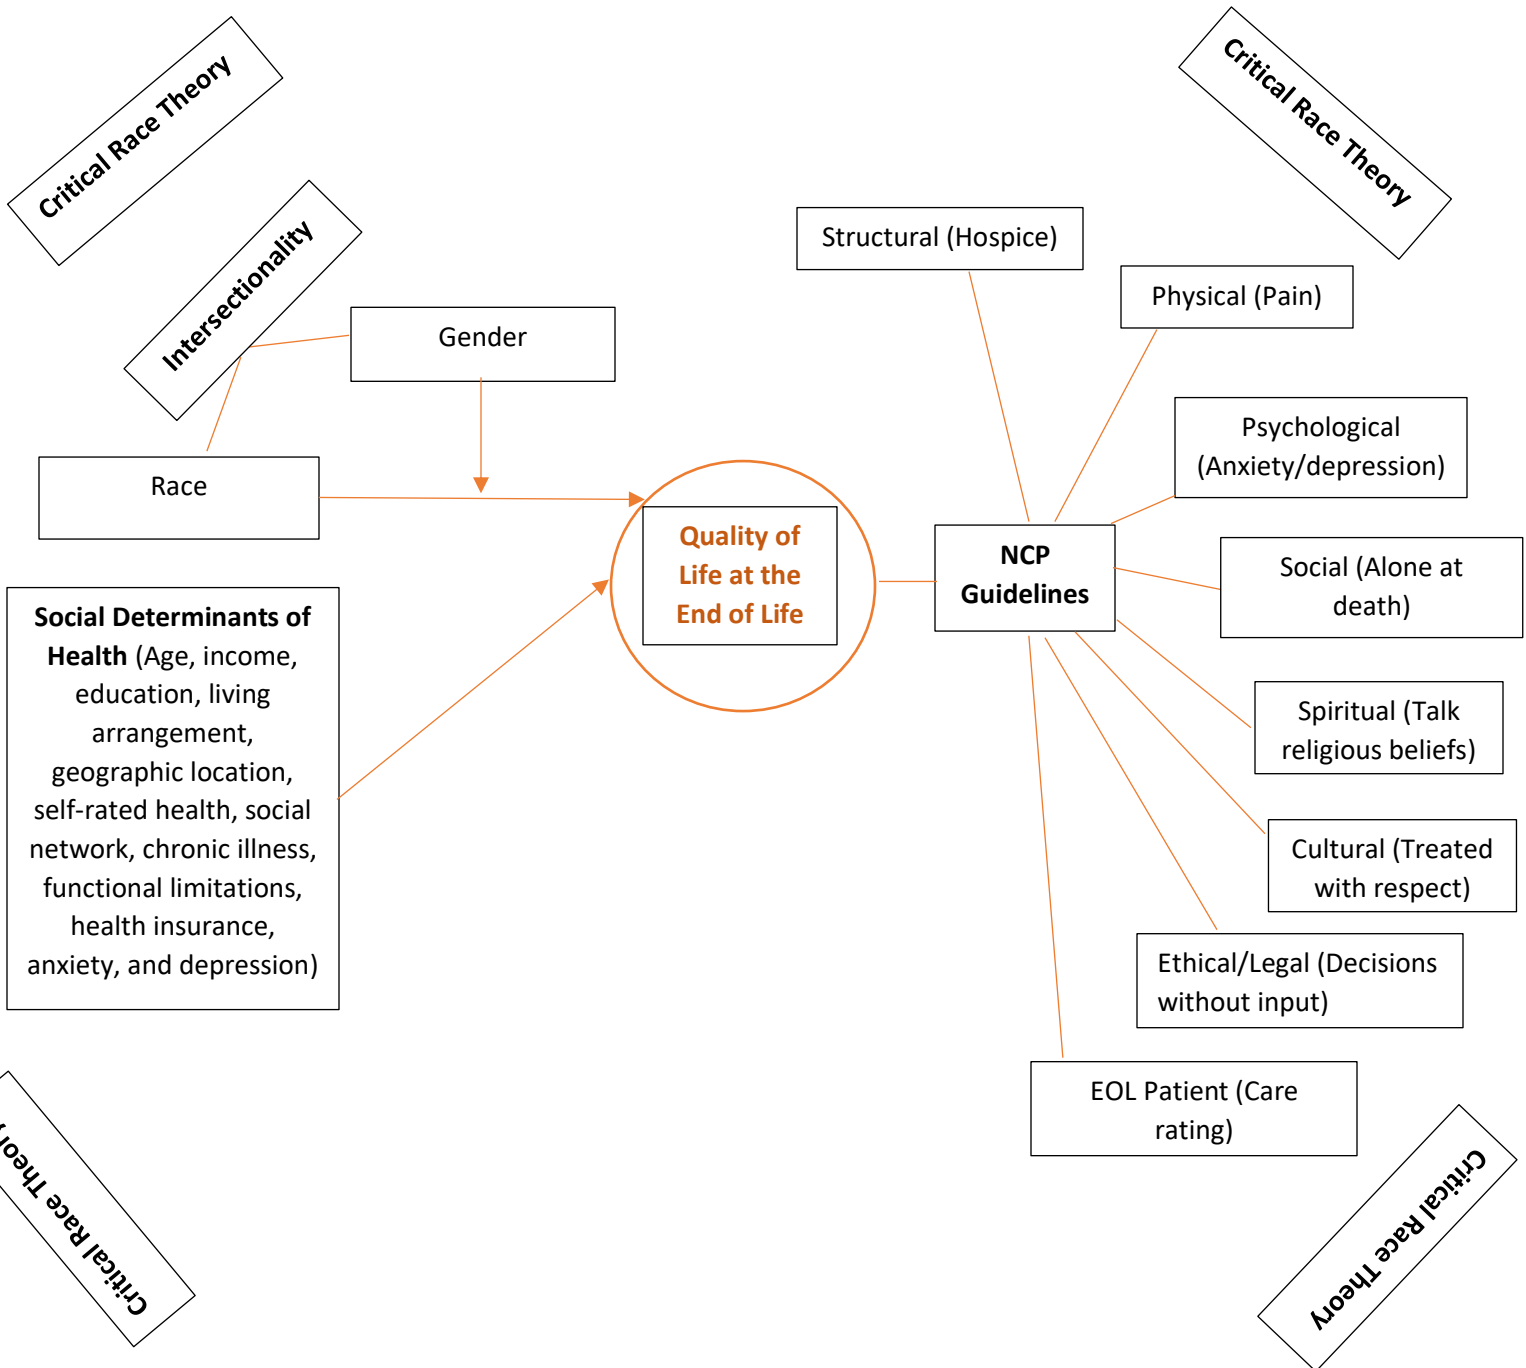 Critical Race Theory
Critical Race Theory
Intersectionality
Structural (Hospice)
Physical (Pain)
Gender
Psychological
(Anxiety/depression)
Race
Quality of
Life at the
End of Life
NCP
Guidelines
Social (Alone at
death)
Social Determinants of
Health (Age, income,
education, living
arrangement,
geographic location,
self-rated health, social
network, chronic illness,
functional limitations,
health insurance,
anxiety, and depression)
Spiritual (Talk
religious beliefs)
Cultural (Treated
with respect)
Ethical/Legal (Decisions
without input)
EOL Patient (Care
rating)
Critical Race Theory
Critical Race Theory